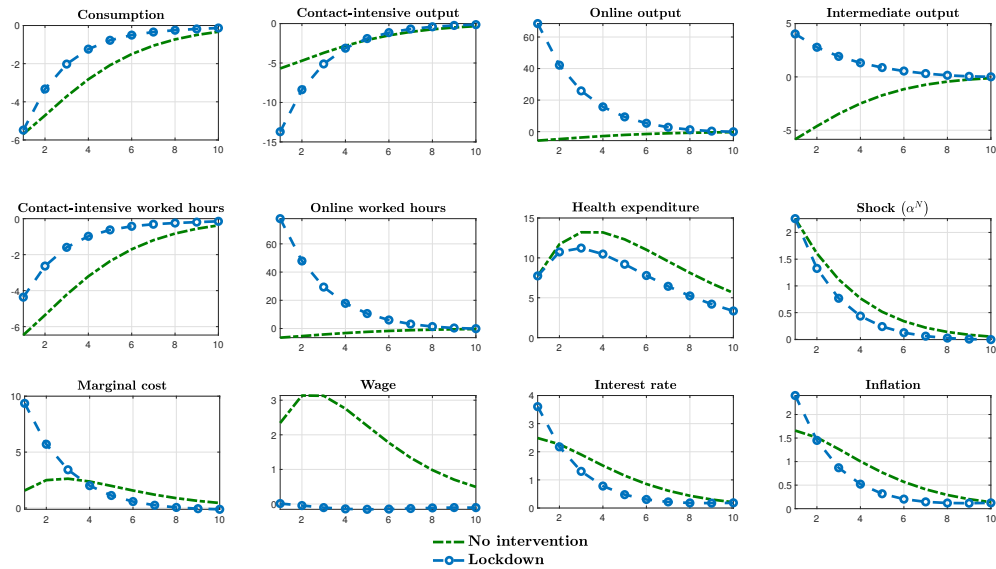 Consumption
Contact-intensive output
Online output
Intermediate output
0
-2
-4
-6
2 4 6 8 10
0
-5
-10
-15
2 4 6 8 10
60
40
20
0
2 4 6 8 10
5
0
-5
2 4 6 8 10
Contact-intensive worked hours
Online worked hours
Health expenditure
Shock (α^N)
0
-2
-4
-6
2 4 6 8 10
60
40
20
0
2 4 6 8 10
15
10
5
0
2 4 6 8 10
2
1.5
1
0.5
0
2 4 6 8 10
Marginal cost
Wage
Interest rate
Inflation
10
5
0
2 4 6 8 10
3
2
1
0
2 4 6 8 10
4
3
2
1
0
2 4 6 8 10
2
1.5
1
0.5
0
2 4 6 8 10
No intervention
Lockdown